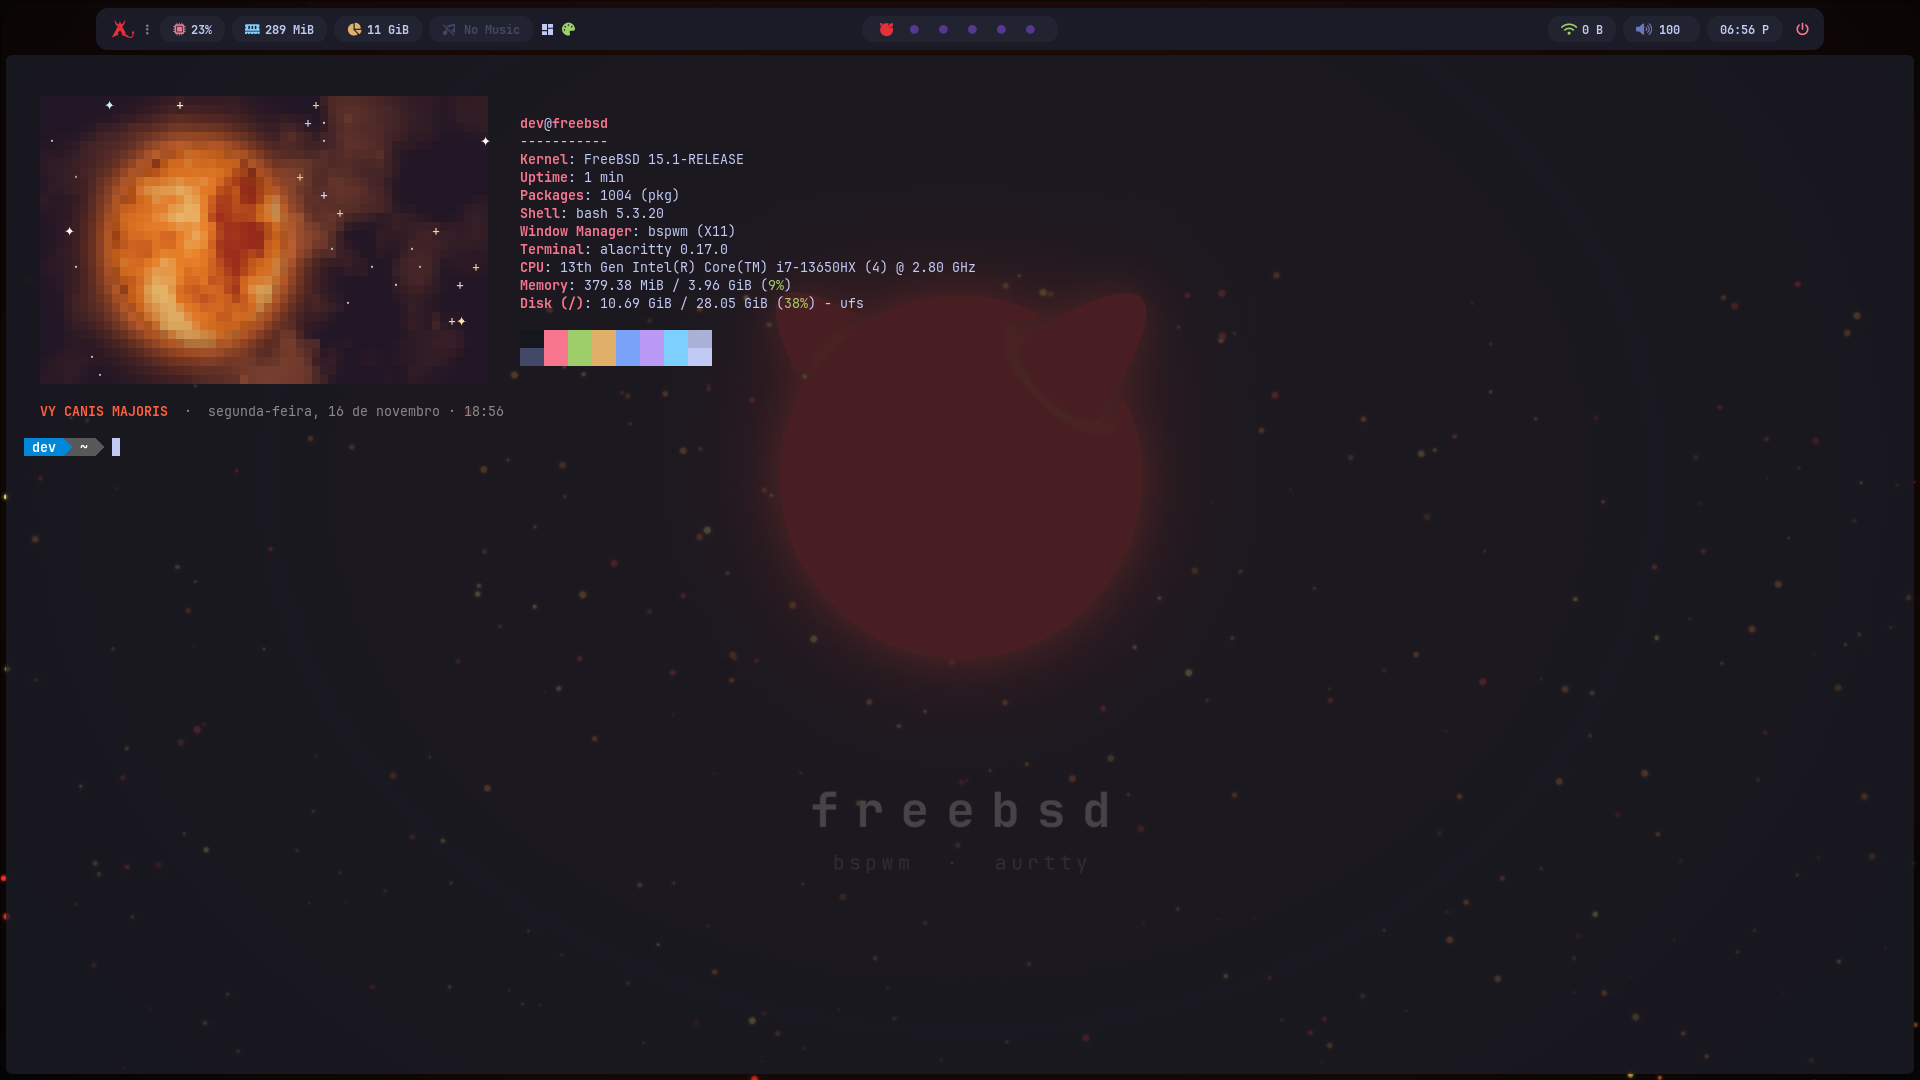 23% 289 MiB 11 GiB No Music 0 B 100 06:56 P
dev@freebsd
-----------
Kernel: FreeBSD 15.1-RELEASE
Uptime: 1 min
Packages: 1004 (pkg)
Shell: bash 5.3.20
Window Manager: bspwm (X11)
Terminal: alacritty 0.17.0
CPU: 13th Gen Intel(R) Core(TM) i7-13650HX (4) @ 2.80 GHz
Memory: 379.38 MiB / 3.96 GiB (9%)
Disk (/): 10.69 GiB / 28.05 GiB (38%) - ufs
VY CANIS MAJORIS · segunda-feira, 16 de novembro · 18:56
dev ~
freebsd
bspwm · aurtty